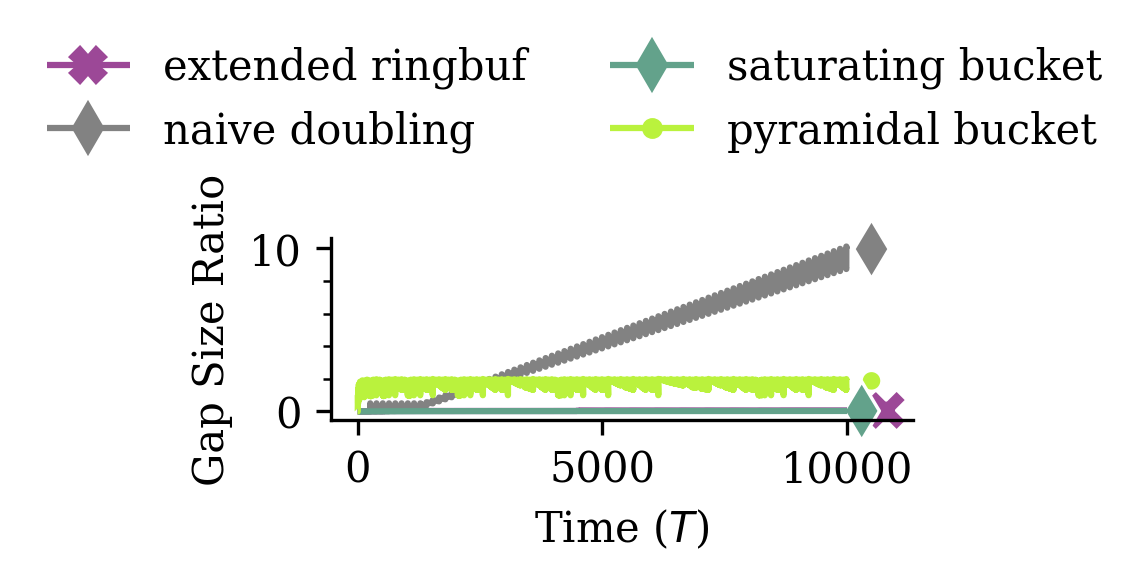 extended ringbuf
saturating bucket
naive doubling
pyramidal bucket
Gap Size Ratio
10
0
0
5000
10000
Time (T)